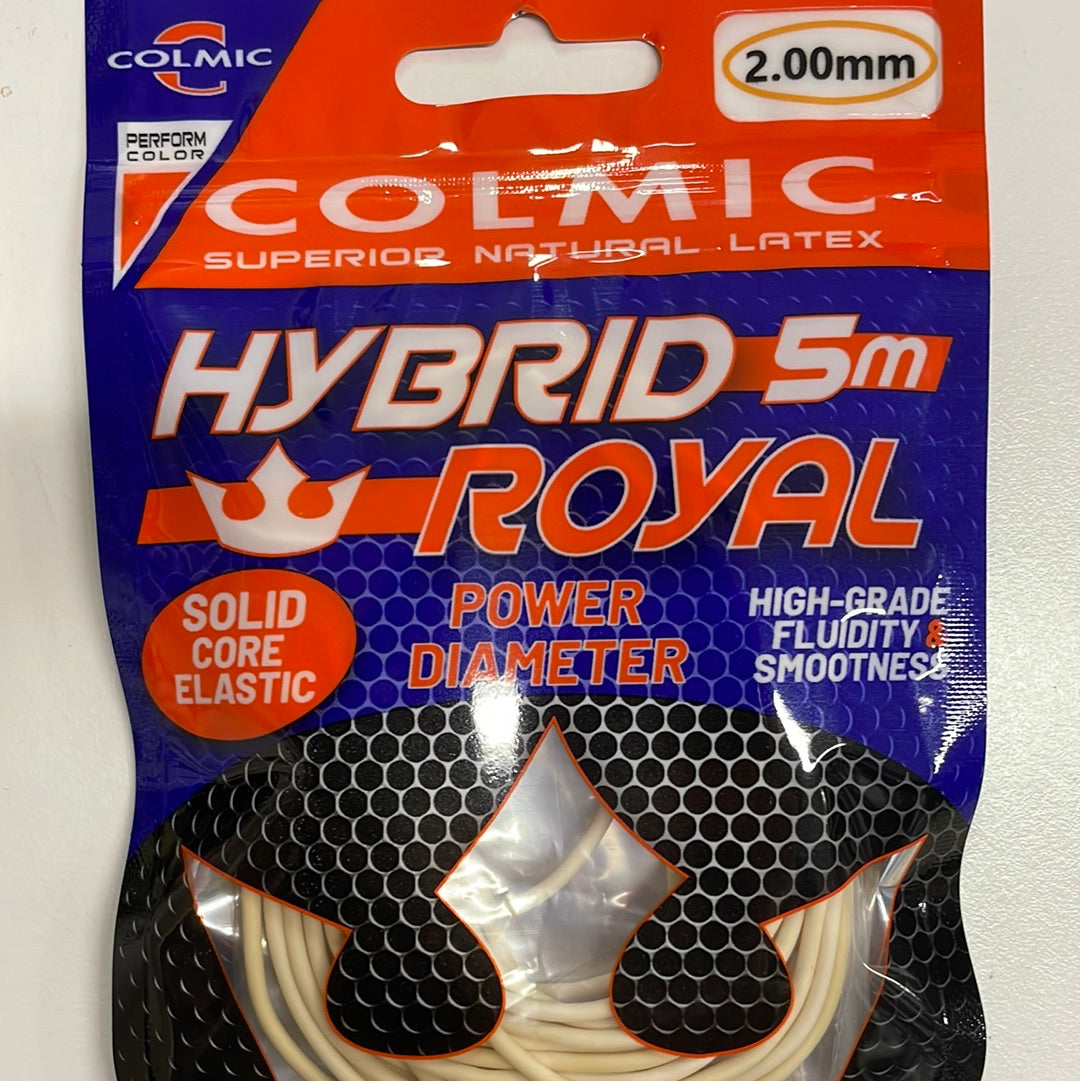 COLMIC
2.00mm
PERFORM
COLOR
COLMIC
SUPERIOR NATURAL LATEX
HYBRID 5m
ROYAL
SOLID
CORE
ELASTIC
POWER
DIAMETER
HIGH-GRADE
FLUIDITY &
SMOOTNESS